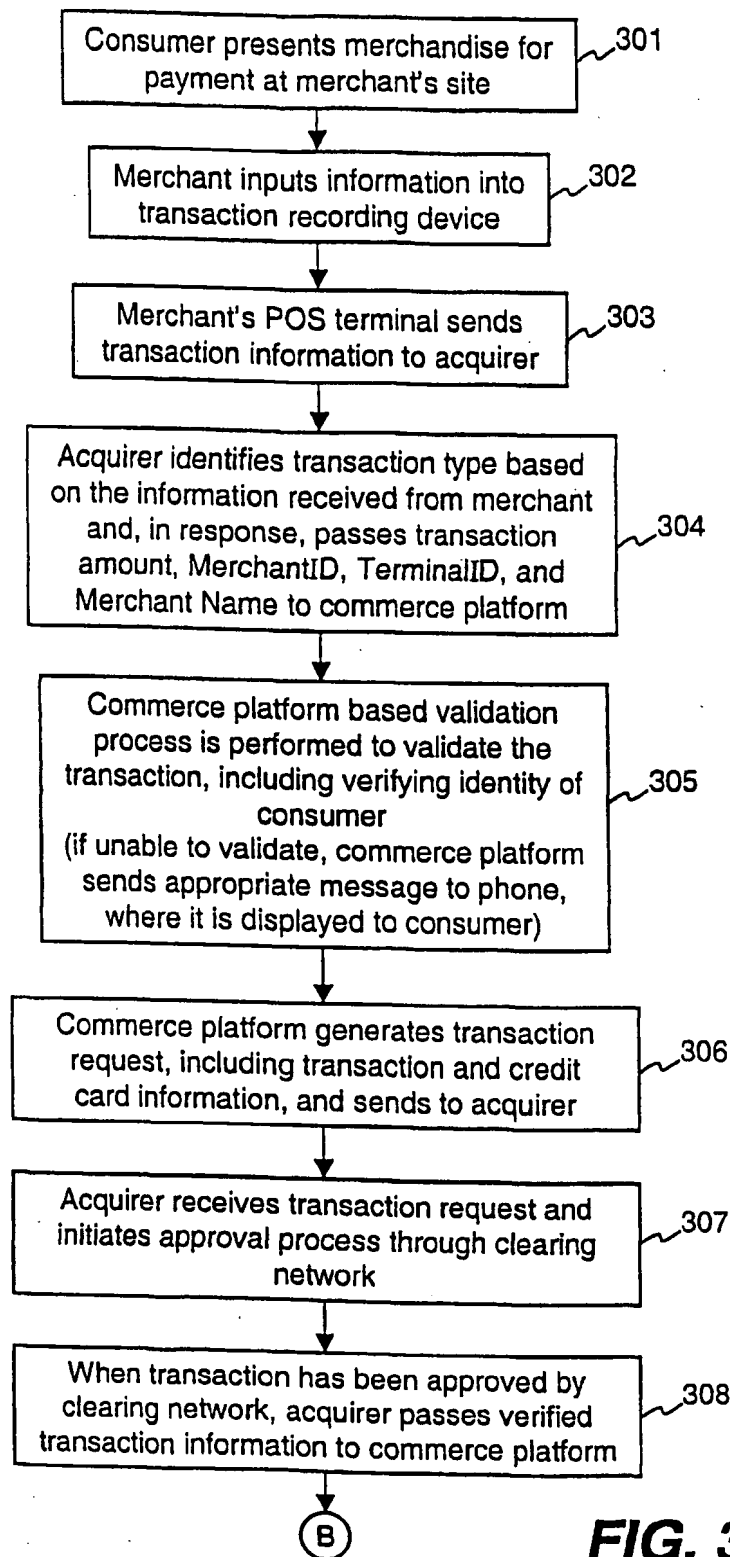 Consumer presents merchandise for
payment at merchant's site
301
Merchant inputs information into
transaction recording device
302
Merchant's POS terminal sends
transaction information to acquirer
303
Acquirer identifies transaction type based
on the information received from merchant
and, in response, passes transaction
amount, MerchantID, TerminalID, and
Merchant Name to commerce platform
304
Commerce platform based validation
process is performed to validate the
transaction, including verifying identity of
consumer
(if unable to validate, commerce platform
sends appropriate message to phone,
where it is displayed to consumer)
305
Commerce platform generates transaction
request, including transaction and credit
card information, and sends to acquirer
306
Acquirer receives transaction request and
initiates approval process through clearing
network
307
When transaction has been approved by
clearing network, acquirer passes verified
transaction information to commerce platform
308
B
FIG. 3